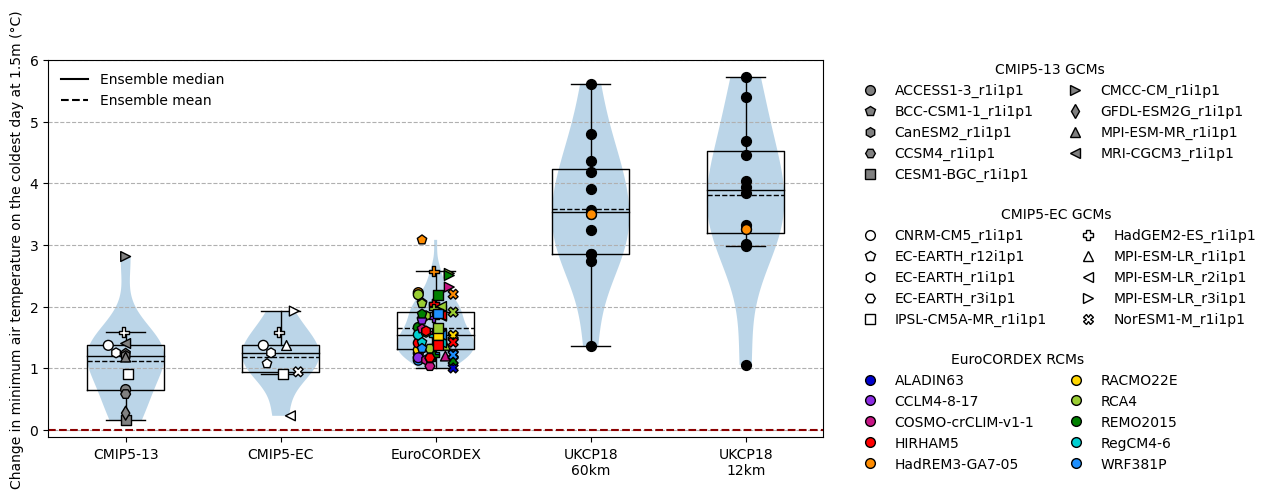 Change in minimum air temperature on the coldest day at 1.5m (°C)
6
5
4
3
2
1
0
Ensemble median
Ensemble mean
CMIP5-13
CMIP5-EC
EuroCORDEX
UKCP18
60km
UKCP18
12km
CMIP5-13 GCMs
ACCESS1-3_r1i1p1
BCC-CSM1-1_r1i1p1
CanESM2_r1i1p1
CCSM4_r1i1p1
CESM1-BGC_r1i1p1
CMCC-CM_r1i1p1
GFDL-ESM2G_r1i1p1
MPI-ESM-MR_r1i1p1
MRI-CGCM3_r1i1p1
CMIP5-EC GCMs
CNRM-CM5_r1i1p1
EC-EARTH_r12i1p1
EC-EARTH_r1i1p1
EC-EARTH_r3i1p1
IPSL-CM5A-MR_r1i1p1
HadGEM2-ES_r1i1p1
MPI-ESM-LR_r1i1p1
MPI-ESM-LR_r2i1p1
MPI-ESM-LR_r3i1p1
NorESM1-M_r1i1p1
EuroCORDEX RCMs
ALADIN63
CCLM4-8-17
COSMO-crCLIM-v1-1
HIRHAM5
HadREM3-GA7-05
RACMO22E
RCA4
REMO2015
RegCM4-6
WRF381P